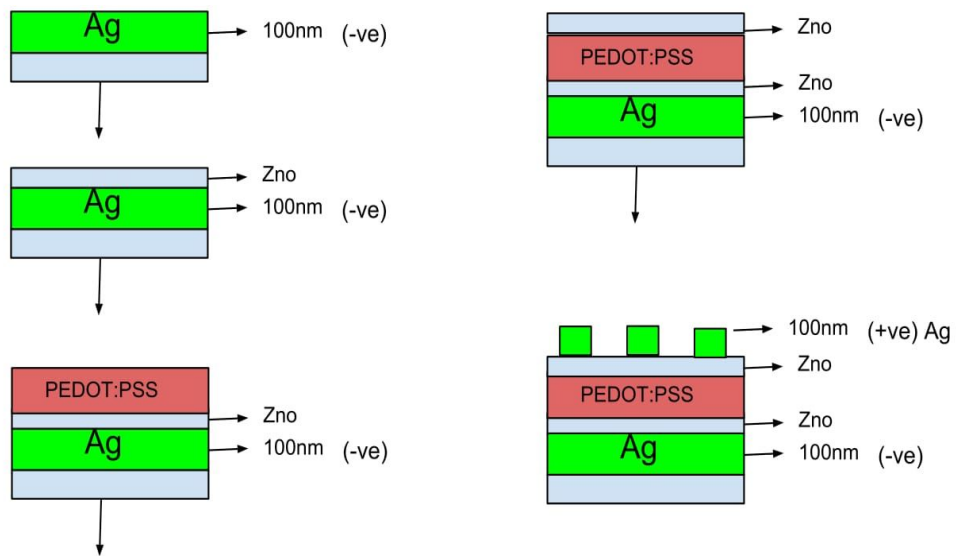 Ag
100nm (-ve)
Zno
Ag
100nm (-ve)
PEDOT:PSS
Zno
Ag
100nm (-ve)
Zno
PEDOT:PSS
Zno
Ag
100nm (-ve)
100nm (+ve) Ag
Zno
PEDOT:PSS
Zno
Ag
100nm (-ve)